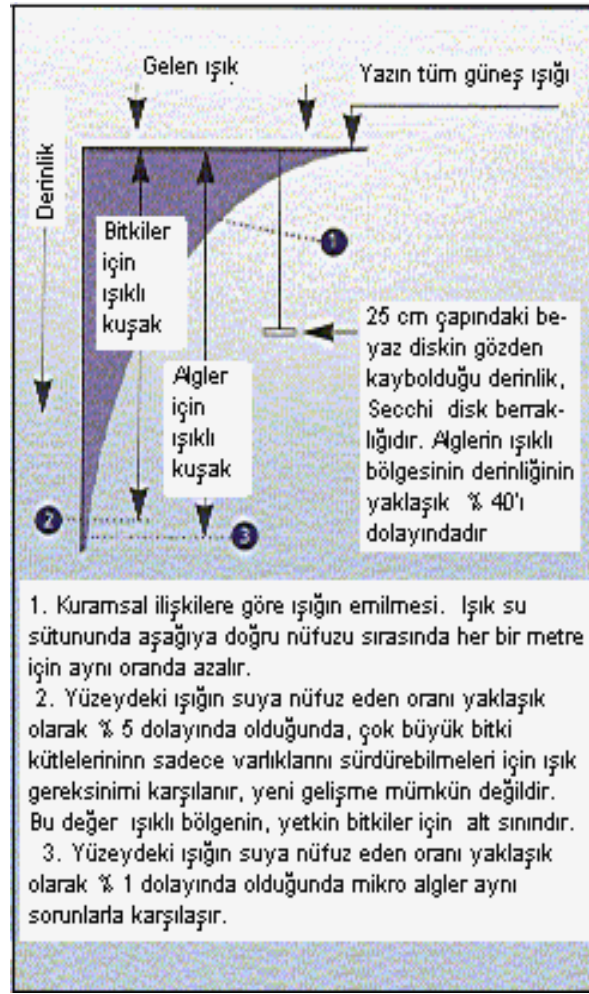 Gelen ışık
Yazın tüm güneş ışığı
Derinlik
Bitkiler
için
ışıklı
kuşak
1
Algler
için
ışıklı
kuşak
25 cm çapındaki be-
yaz diskin gözden
kaybolduğu derinlik,
Secchi disk berrak-
lığıdır. Alglerin ışıklı
bölgesinin derinliğinin
yaklaşık % 40'ı
dolayındadır
2
3
1. Kuramsal ilişkilere göre ışığın emilmesi. Işık su
sütununda aşağıya doğru nüfuzu sırasında her bir metre
için aynı oranda azalır.
2. Yüzeydeki ışığın suya nüfuz eden oranı yaklaşık
olarak % 5 dolayında olduğunda, çok büyük bitki
kütlelerininn sadece varlıklarını sürdürebilmeleri için ışık
gereksinimi karşılanır, yeni gelişme mümkün değildir.
Bu değer ışıklı bölgenin, yetkin bitkiler için alt sınırıdır.
3. Yüzeydeki ışığın suya nüfuz eden oranı yaklaşık
olarak % 1 dolayında olduğunda mikro algler aynı
sorunlarla karşılaşır.